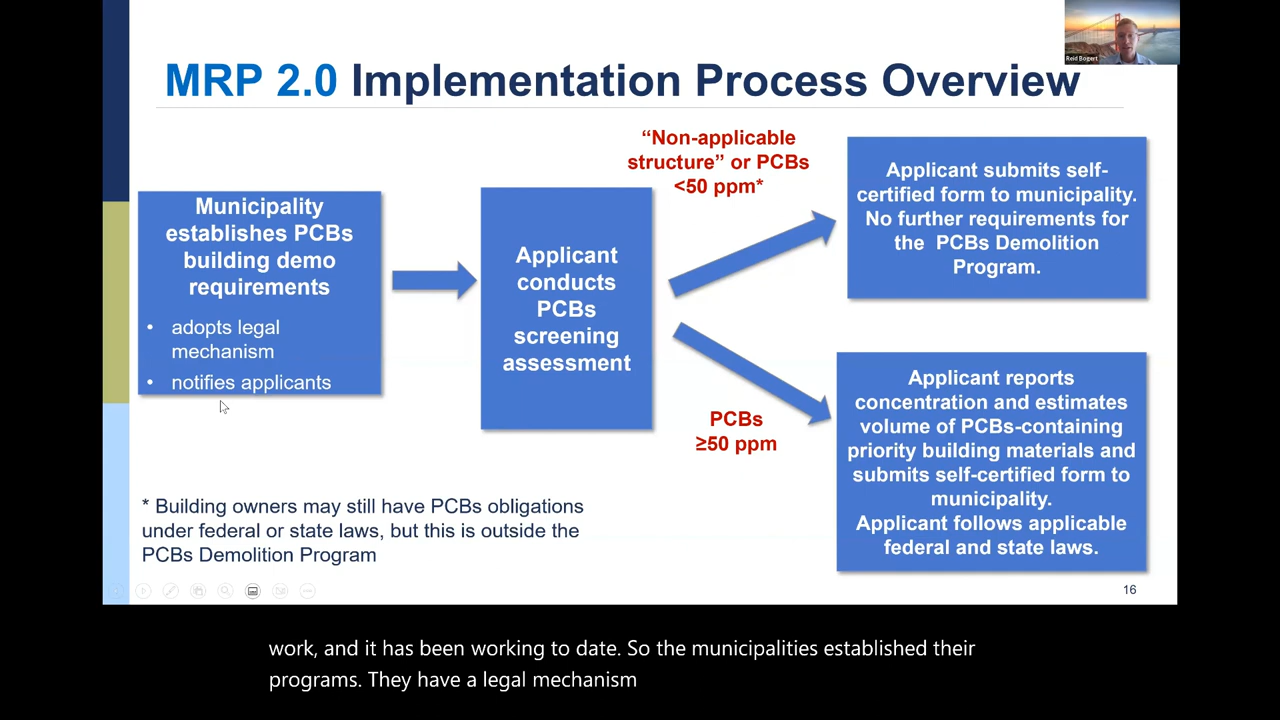 Reid Bogert
MRP 2.0 Implementation Process Overview
Municipality
establishes PCBs
building demo
requirements
• adopts legal
mechanism
• notifies applicants
Applicant
conducts
PCBs
screening
assessment
“Non-applicable
structure” or PCBs
<50 ppm*
Applicant submits self-
certified form to municipality.
No further requirements for
the PCBs Demolition
Program.
PCBs
≥50 ppm
Applicant reports
concentration and estimates
volume of PCBs-containing
priority building materials and
submits self-certified form to
municipality.
Applicant follows applicable
federal and state laws.
* Building owners may still have PCBs obligations
under federal or state laws, but this is outside the
PCBs Demolition Program
16
work, and it has been working to date. So the municipalities established their
programs. They have a legal mechanism